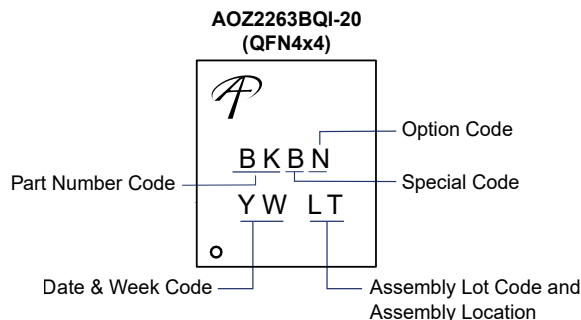 AOZ2263BQI-20
(QFN4x4)
Option Code
B K B N
Part Number Code
Special Code
Y W L T
Date & Week Code
Assembly Lot Code and
Assembly Location